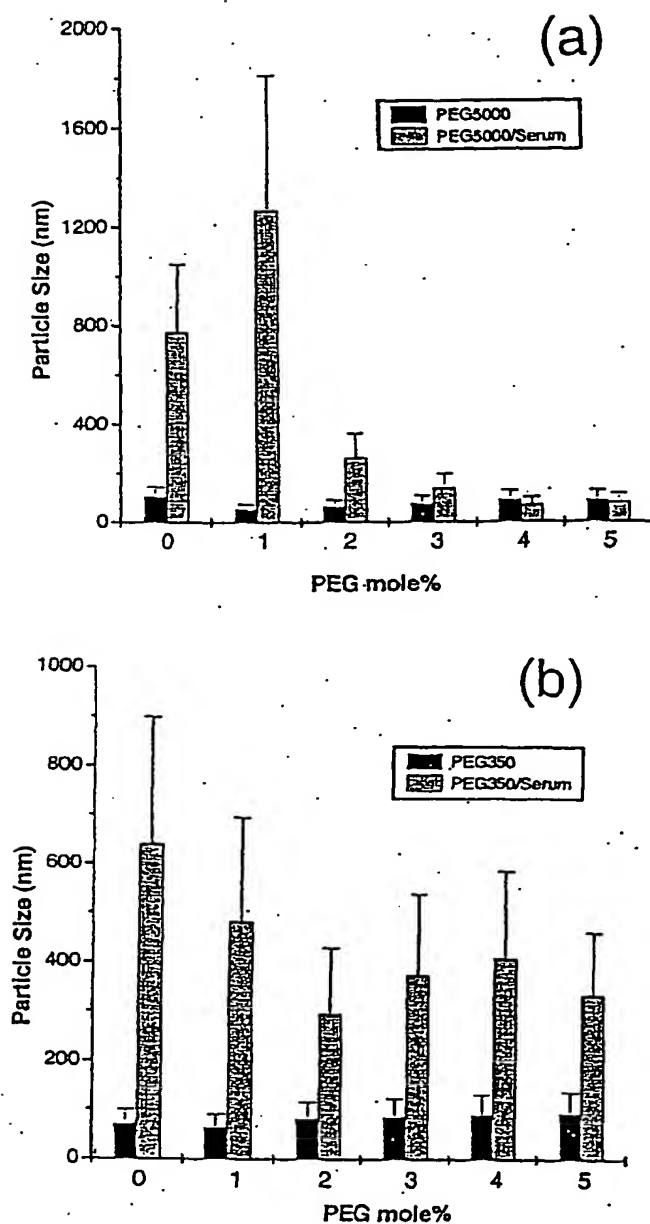 (a)
2000
1600
1200
800
400
0
Particle Size (nm)
PEG5000
PEG5000/Serum
0 1 2 3 4 5
PEG mole%
(b)
1000
800
600
400
200
0
Particle Size (nm)
PEG350
PEG350/Serum
0 1 2 3 4 5
PEG mole%